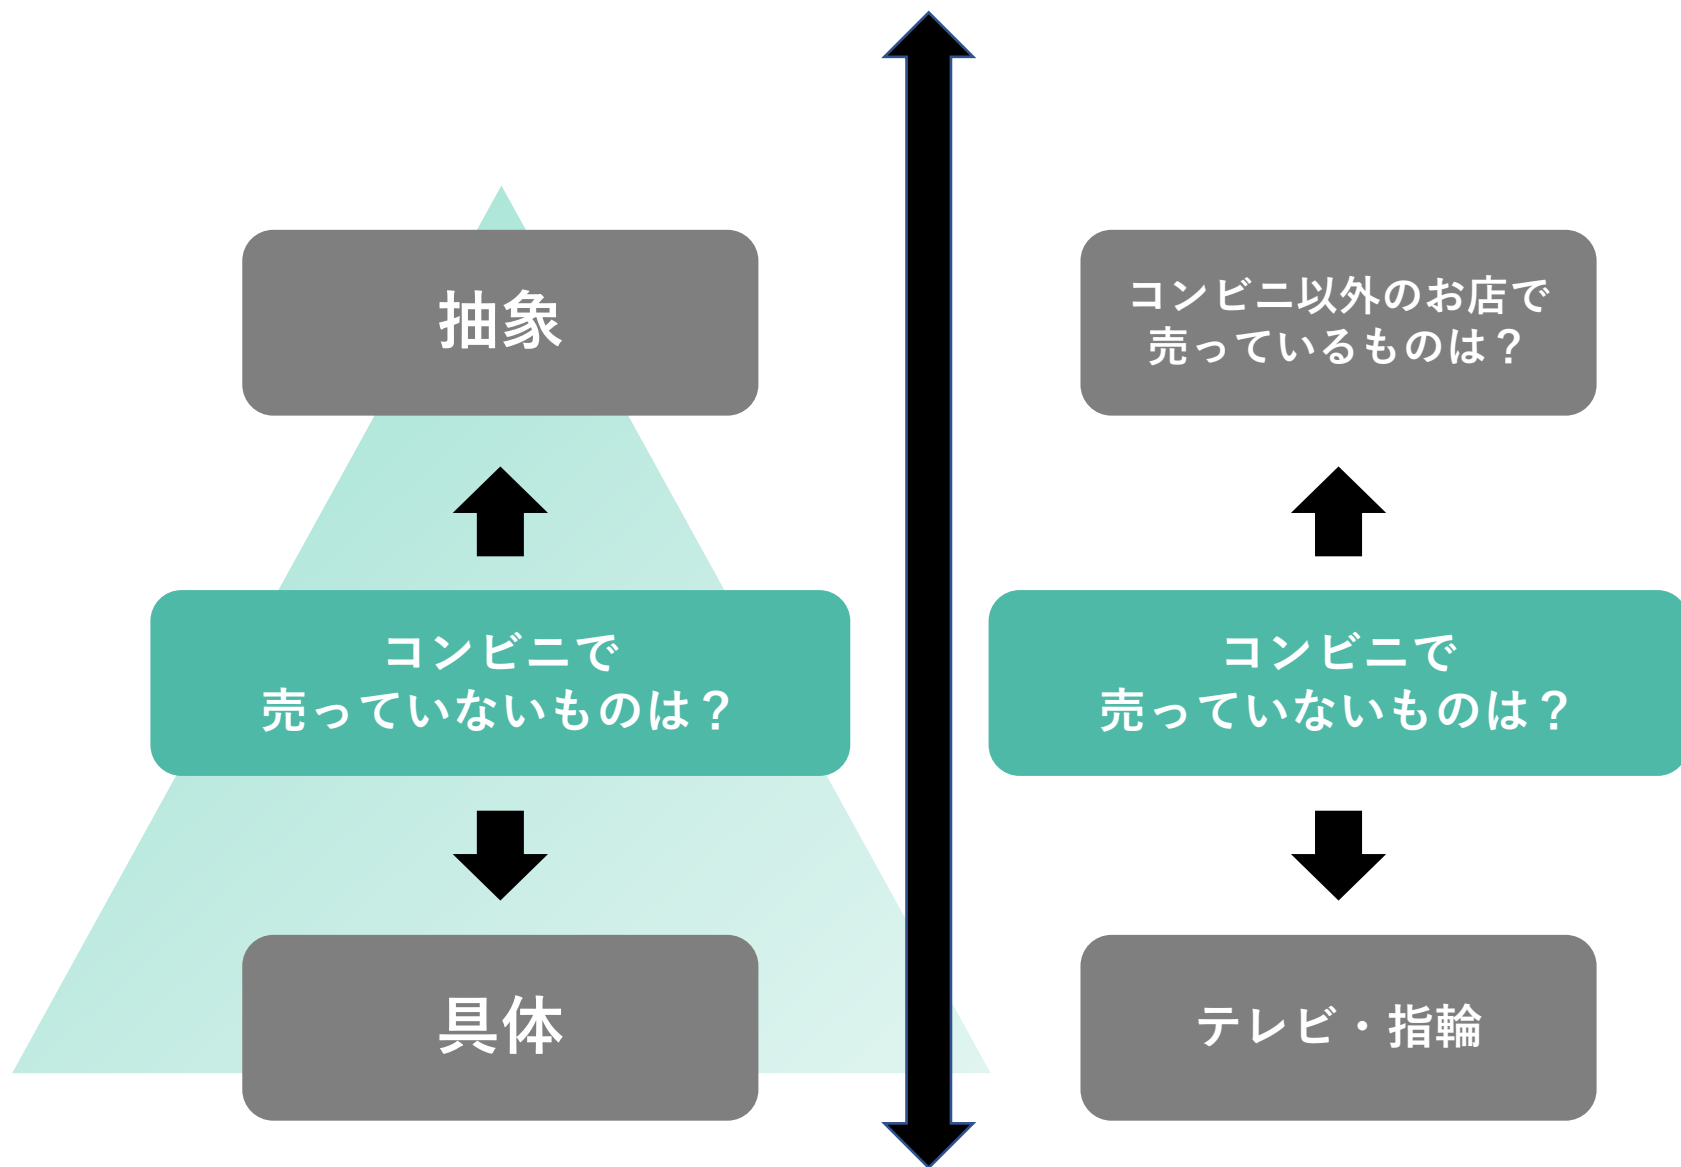 抽象
コンビニで
売っていないものは？
具体
コンビニ以外のお店で
売っているものは？
コンビニで
売っていないものは？
テレビ・指輪